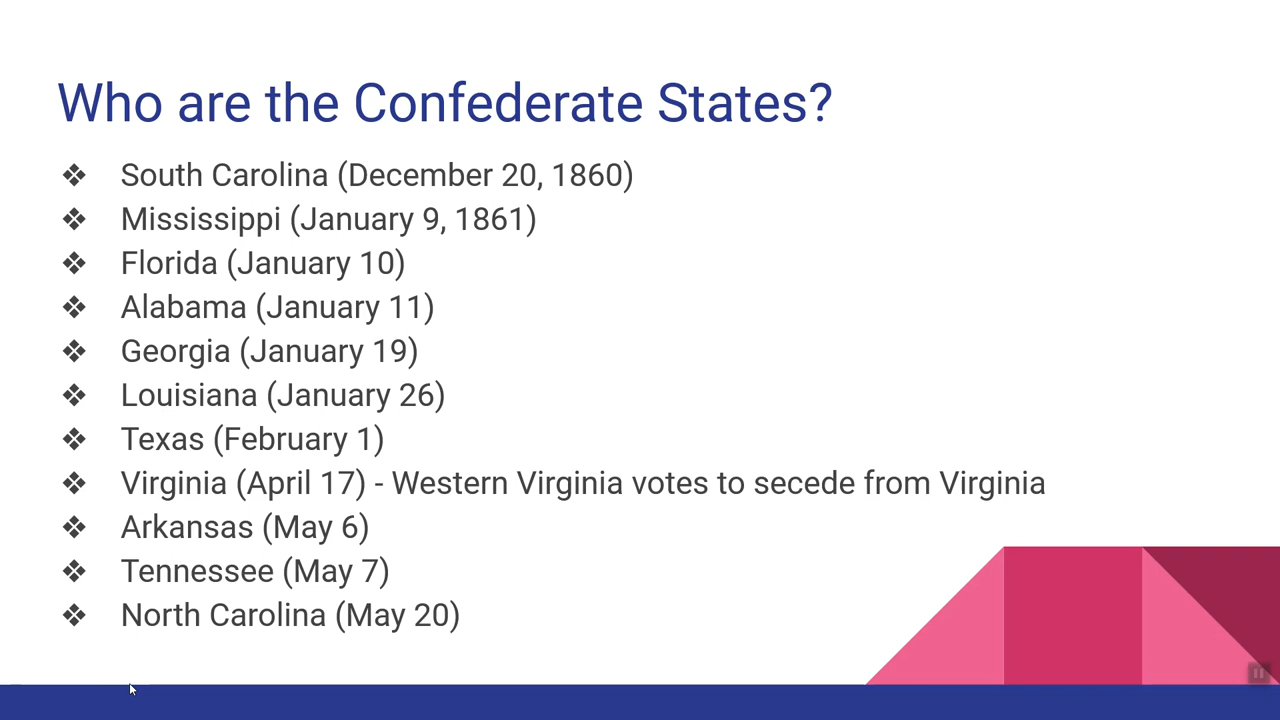 Who are the Confederate States?
❖ South Carolina (December 20, 1860)
❖ Mississippi (January 9, 1861)
❖ Florida (January 10)
❖ Alabama (January 11)
❖ Georgia (January 19)
❖ Louisiana (January 26)
❖ Texas (February 1)
❖ Virginia (April 17) - Western Virginia votes to secede from Virginia
❖ Arkansas (May 6)
❖ Tennessee (May 7)
❖ North Carolina (May 20)